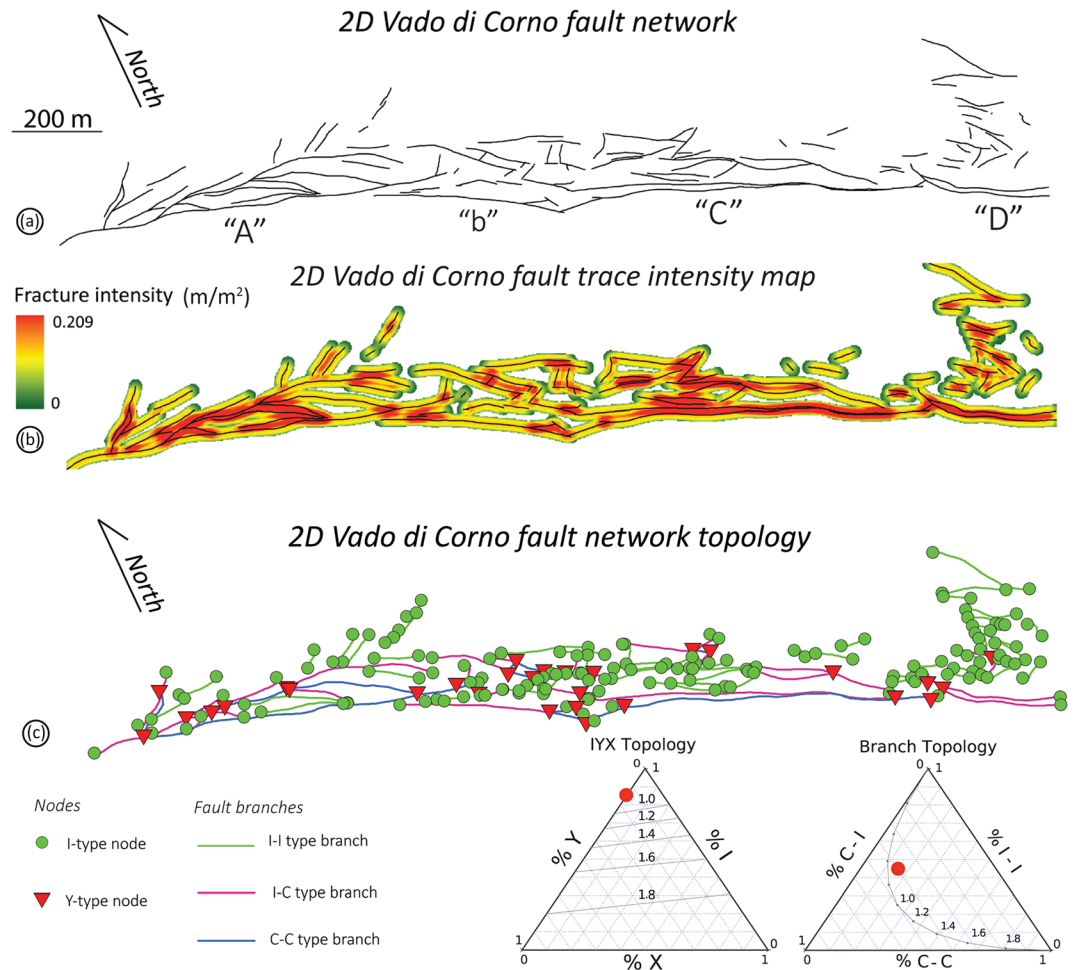 2D Vado di Corno fault network
North
200 m
(a)
"A"
"b"
"C"
"D"
2D Vado di Corno fault trace intensity map
Fracture intensity (m/m²)
0.209
0
(b)
2D Vado di Corno fault network topology
North
(c)
Nodes
I-type node
Y-type node
Fault branches
I-I type branch
I-C type branch
C-C type branch
IYX Topology
0 1
1.0
1.2
1.4
1.6
1.8
% Y
% I
1 0
0 % X 1
Branch Topology
0 1
% C - I
% I - I
1.0
1.2
1.4
1.6
1.8
1 0
0 % C - C 1